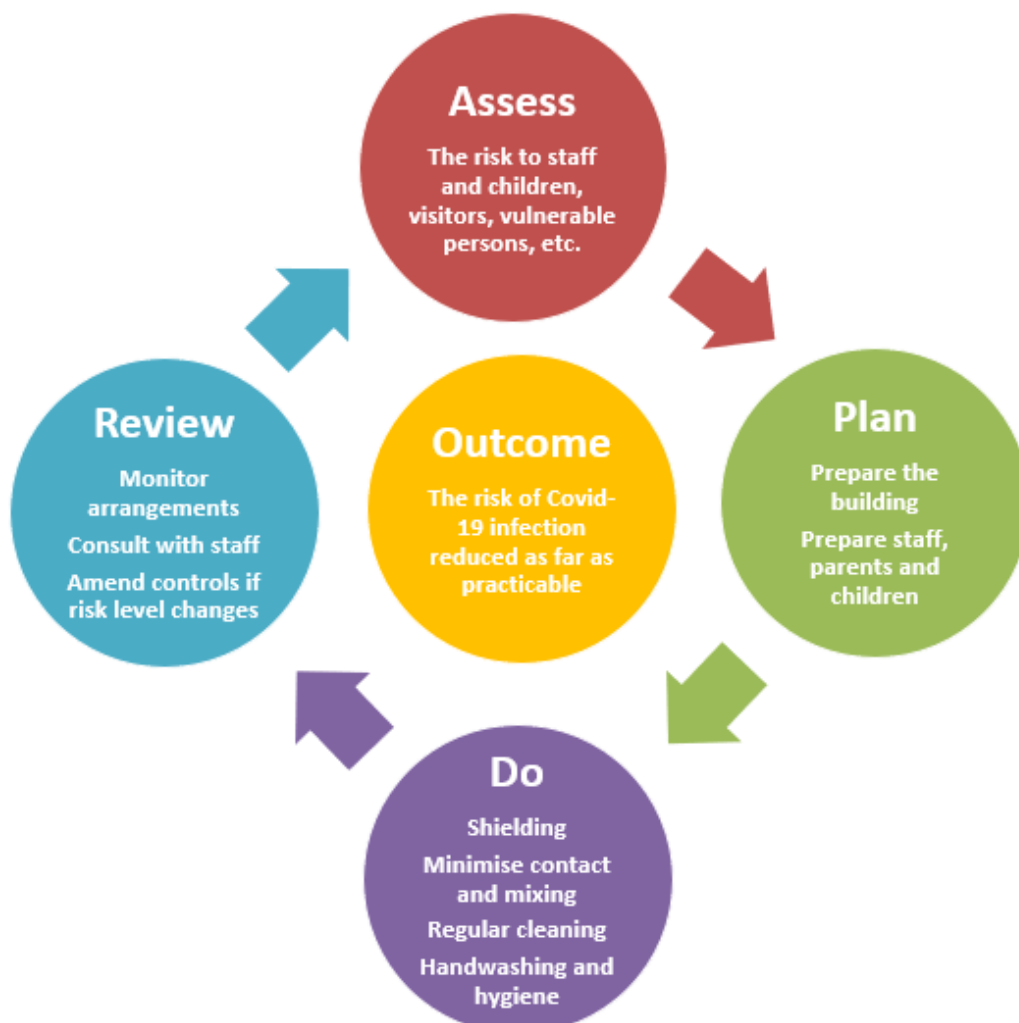 Assess
The risk to staff
and children,
visitors, vulnerable
persons, etc.
Plan
Prepare the
building
Prepare staff,
parents and
children
Do
Shielding
Minimise contact
and mixing
Regular cleaning
Handwashing and
hygiene
Review
Monitor
arrangements
Consult with staff
Amend controls if
risk level changes
Outcome
The risk of Covid-
19 infection
reduced as far as
practicable